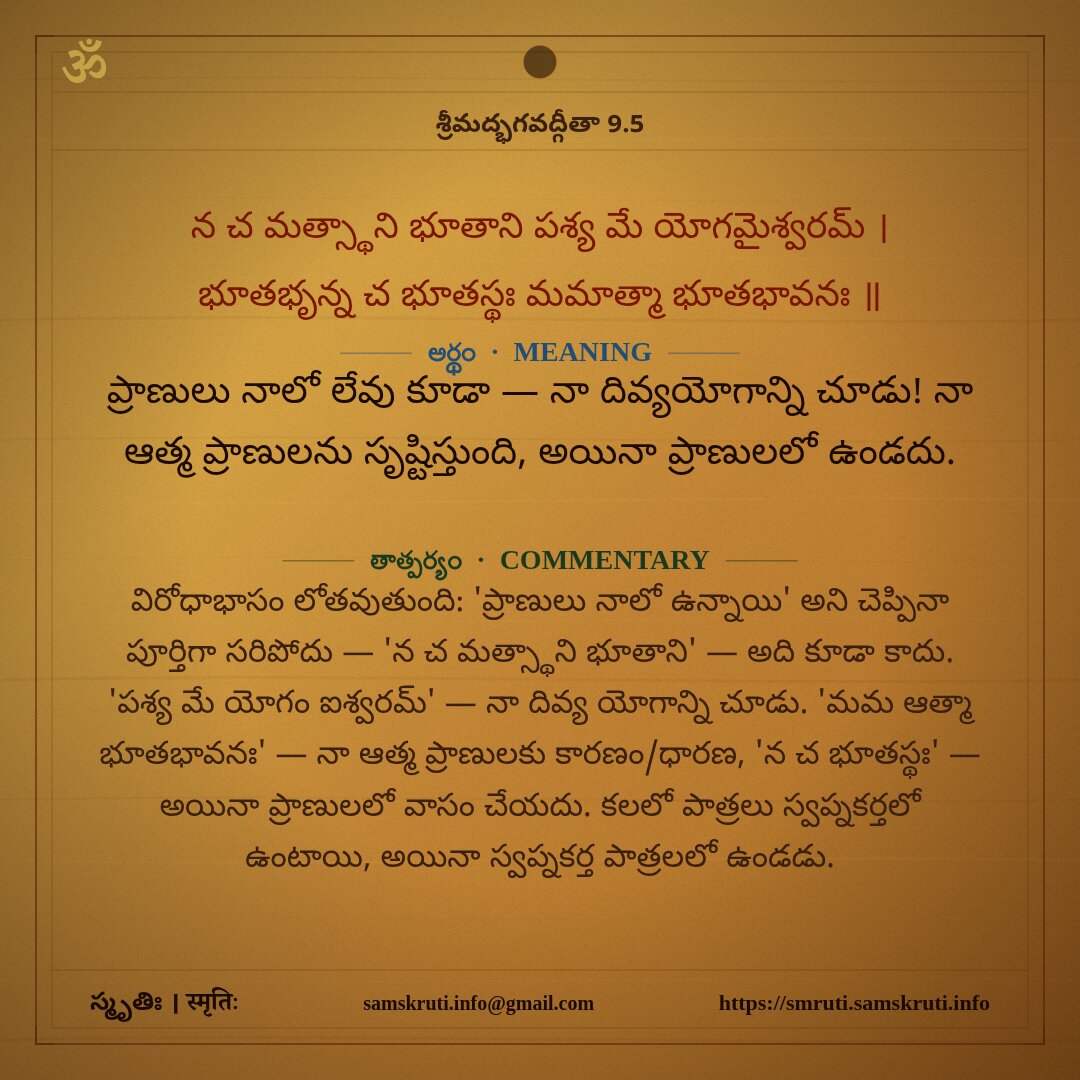 ॐ
శ్రీమద్భగవద్గీతా 9.5
న చ మత్స్థాని భూతాని పశ్య మే యోగమైశ్వరమ్ |
భూతభృన్న చ భూతస్థః మమాత్మా భూతభావనః ‖
అర్థం · MEANING
ప్రాణులు నాలో లేవు కూడా — నా దివ్యయోగాన్ని చూడు! నా
ఆత్మ ప్రాణులను సృష్టిస్తుంది, అయినా ప్రాణులలో ఉండదు.
తాత్పర్యం · COMMENTARY
విరోధాభాసం లోతవుతుంది: 'ప్రాణులు నాలో ఉన్నాయి' అని చెప్పినా
పూర్తిగా సరిపోదు — 'న చ మత్స్థాని భూతాని' — అది కూడా కాదు.
'పశ్య మే యోగం ఐశ్వరమ్' — నా దివ్య యోగాన్ని చూడు. 'మమ ఆత్మా
భూతభావనః' — నా ఆత్మ ప్రాణులకు కారణం/ధారణ, 'న చ భూతస్థః' —
అయినా ప్రాణులలో వాసం చేయదు. కలలో పాత్రలు స్వప్నకర్తలో
ఉంటాయి, అయినా స్వప్నకర్త పాత్రలలో ఉండడు.
స్మృతిః | स्मृतिः samskruti.info@gmail.com https://smruti.samskruti.info